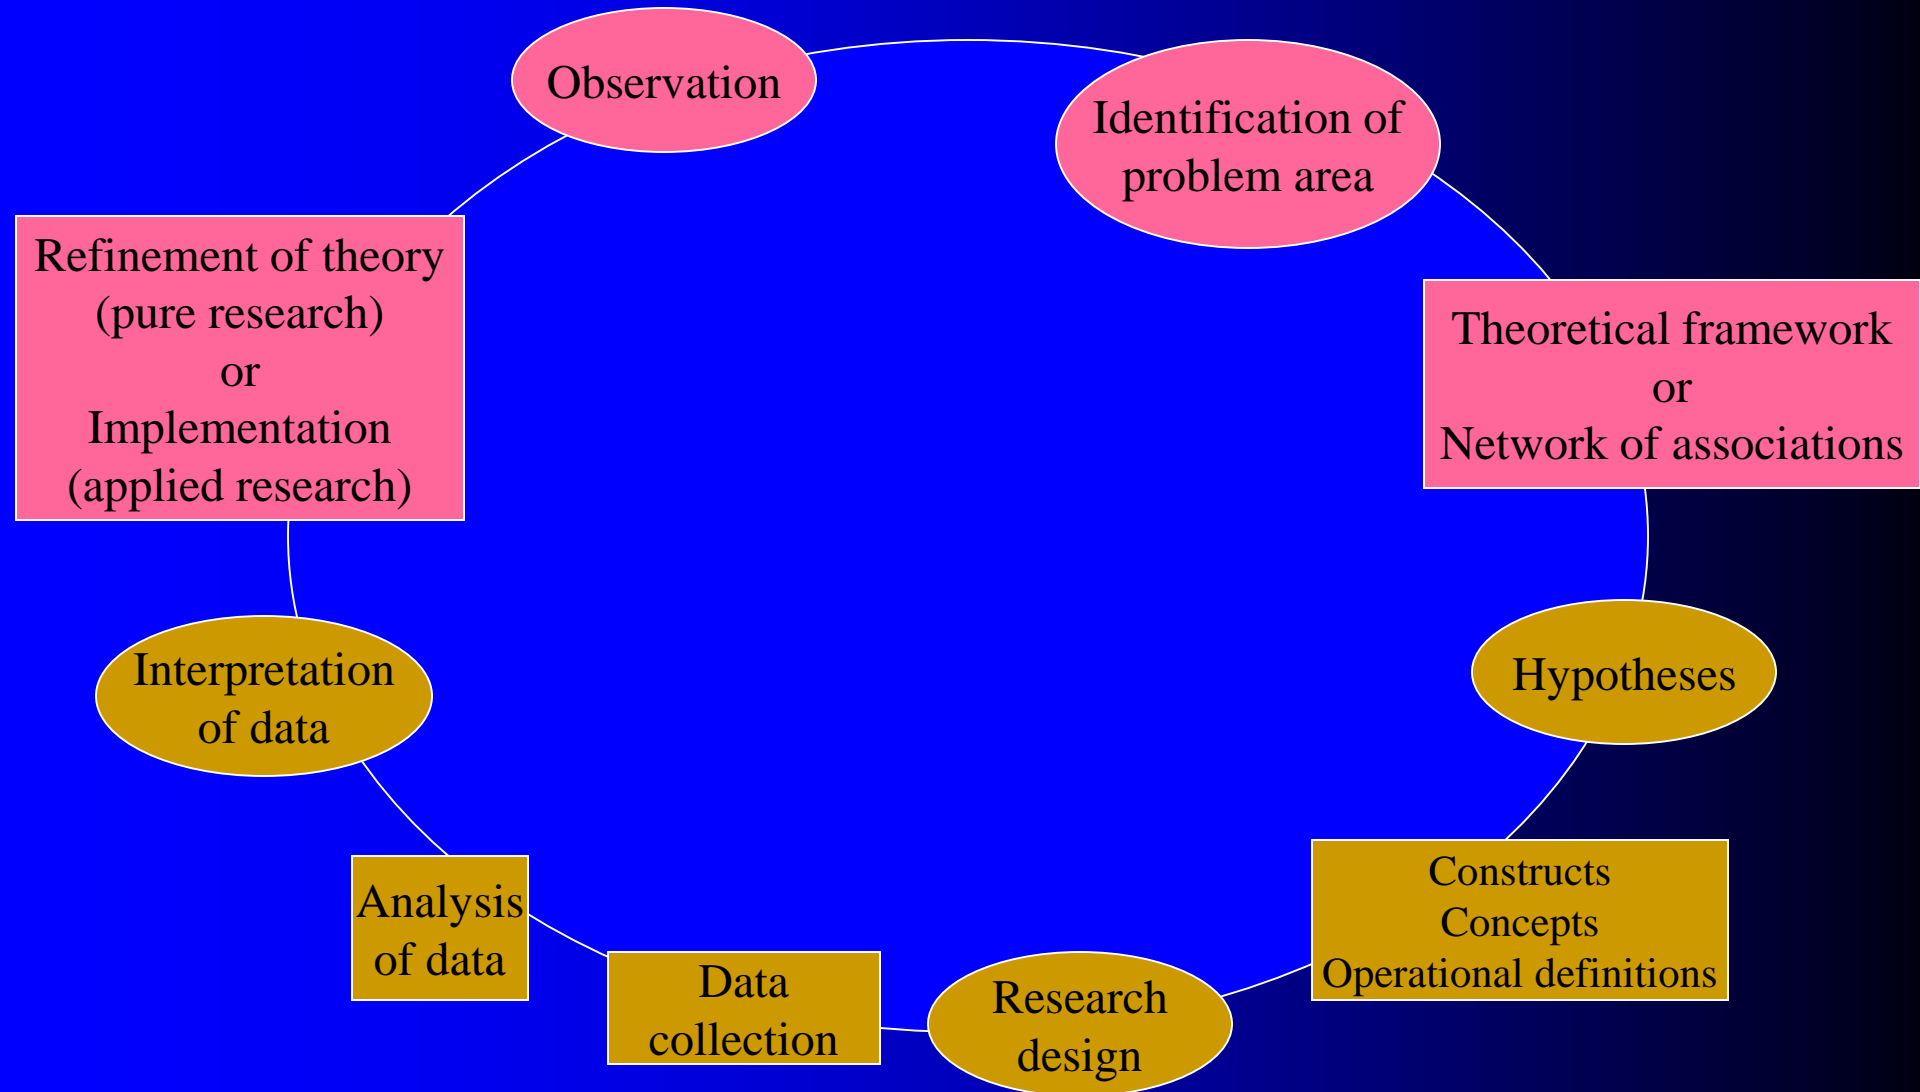 Observation
Identification of
problem area
Theoretical framework
or
Network of associations
Hypotheses
Constructs
Concepts
Operational definitions
Research
design
Data
collection
Analysis
of data
Interpretation
of data
Refinement of theory
(pure research)
or
Implementation
(applied research)